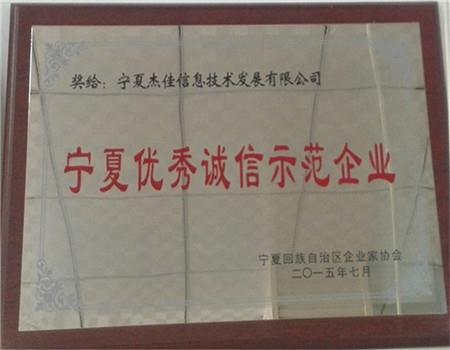 奖给：宁夏杰佳信息技术发展有限公司
宁夏优秀诚信示范企业
宁夏回族自治区企业家协会
二〇一五年七月